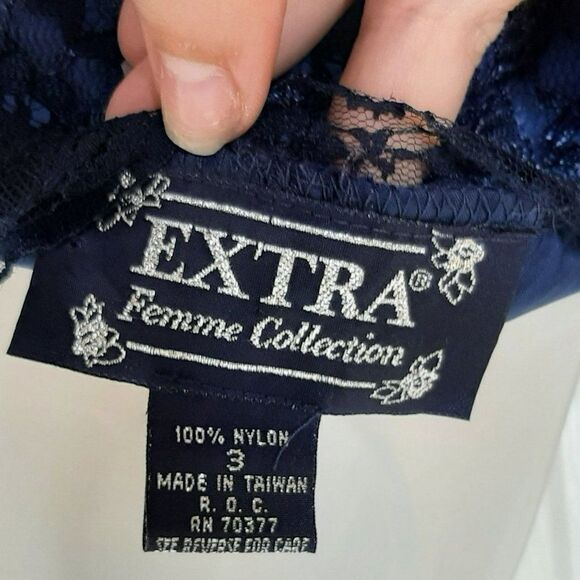 EXTRA®
Femme Collection
100% NYLON
3
MADE IN TAIWAN
R. O. C.
RN 70377
SEE REVERSE FOR CARE